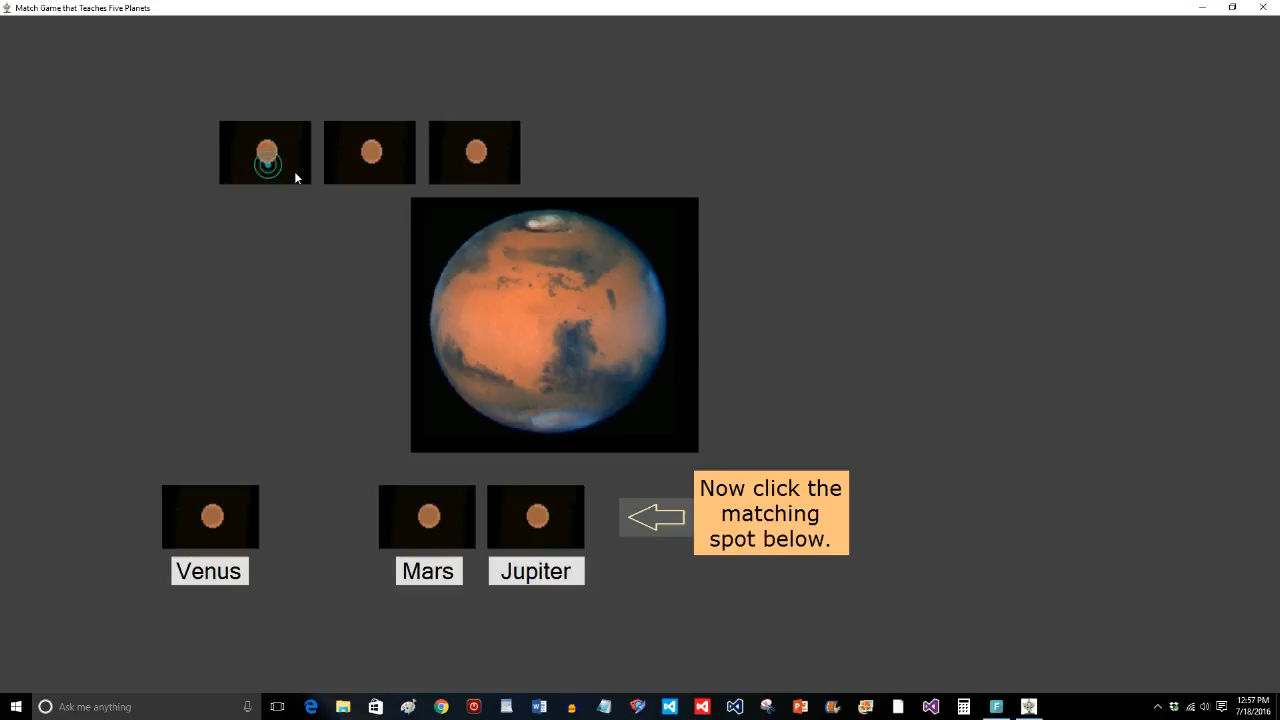 Match Game that Teaches Five Planets
Now click the
matching
spot below.
Venus
Mars
Jupiter
Ask me anything
12:57 PM
7/18/2016